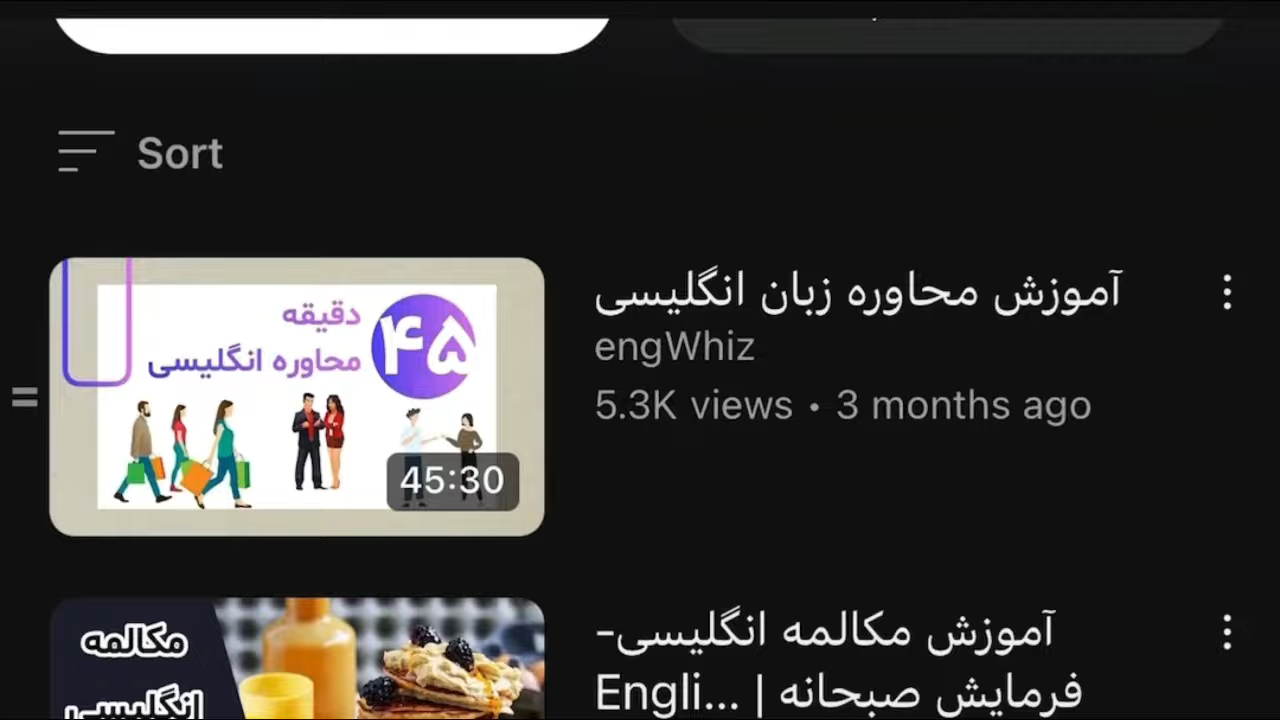 Sort
دقیقه
۴۵
محاوره انگلیسی
45:30
آموزش محاوره زبان انگلیسی
engWhiz
5.3K views • 3 months ago
مکالمه
انگلیسی
آموزش مکالمه انگلیسی-
فرمایش صبحانه | Engli...